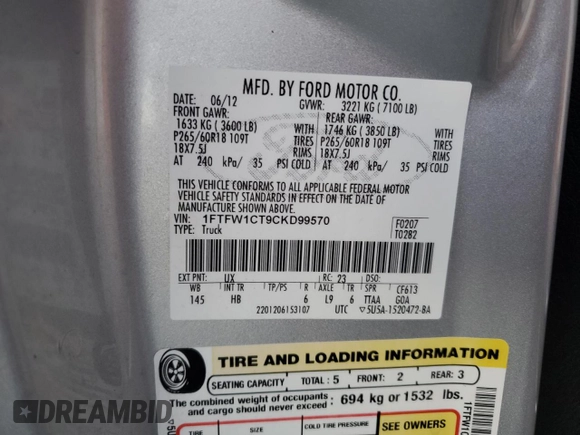 MFD. BY FORD MOTOR CO.
DATE: 06/12 GVWR: 3221 KG ( 7100 LB)
FRONT GAWR: REAR GAWR:
1633 KG ( 3600 LB) WITH 1746 KG ( 3850 LB) WITH
P265/60R18 109T TIRES P265/60R18 109T TIRES
18X7.5J RIMS 18X7.5J RIMS
AT 240 kPa/ 35 PSI COLD AT 240 kPa/ 35 PSI COLD
THIS VEHICLE CONFORMS TO ALL APPLICABLE FEDERAL MOTOR
VEHICLE SAFETY STANDARDS IN EFFECT ON THE DATE OF
MANUFACTURE SHOWN ABOVE.
VIN: 1FTFW1CT9CKD99570 F0207
TYPE: Truck T0282
EXT PNT: UX RC: 23 DSO:
WB INT TR TP/PS R AXLE TR SPR CF613
145 HB 6 L9 6 TTAA GOA
2201206153107 UTC ▽5U5A-1520472-BA
TIRE AND LOADING INFORMATION
SEATING CAPACITY TOTAL: 5 FRONT: 2 REAR: 3
The combined weight of occupants
and cargo should never exceed: 694 kg or 1532 lbs.
TIRE SIZE COLD TIRE PRESSURE SEE OWNERS
DREAMBID